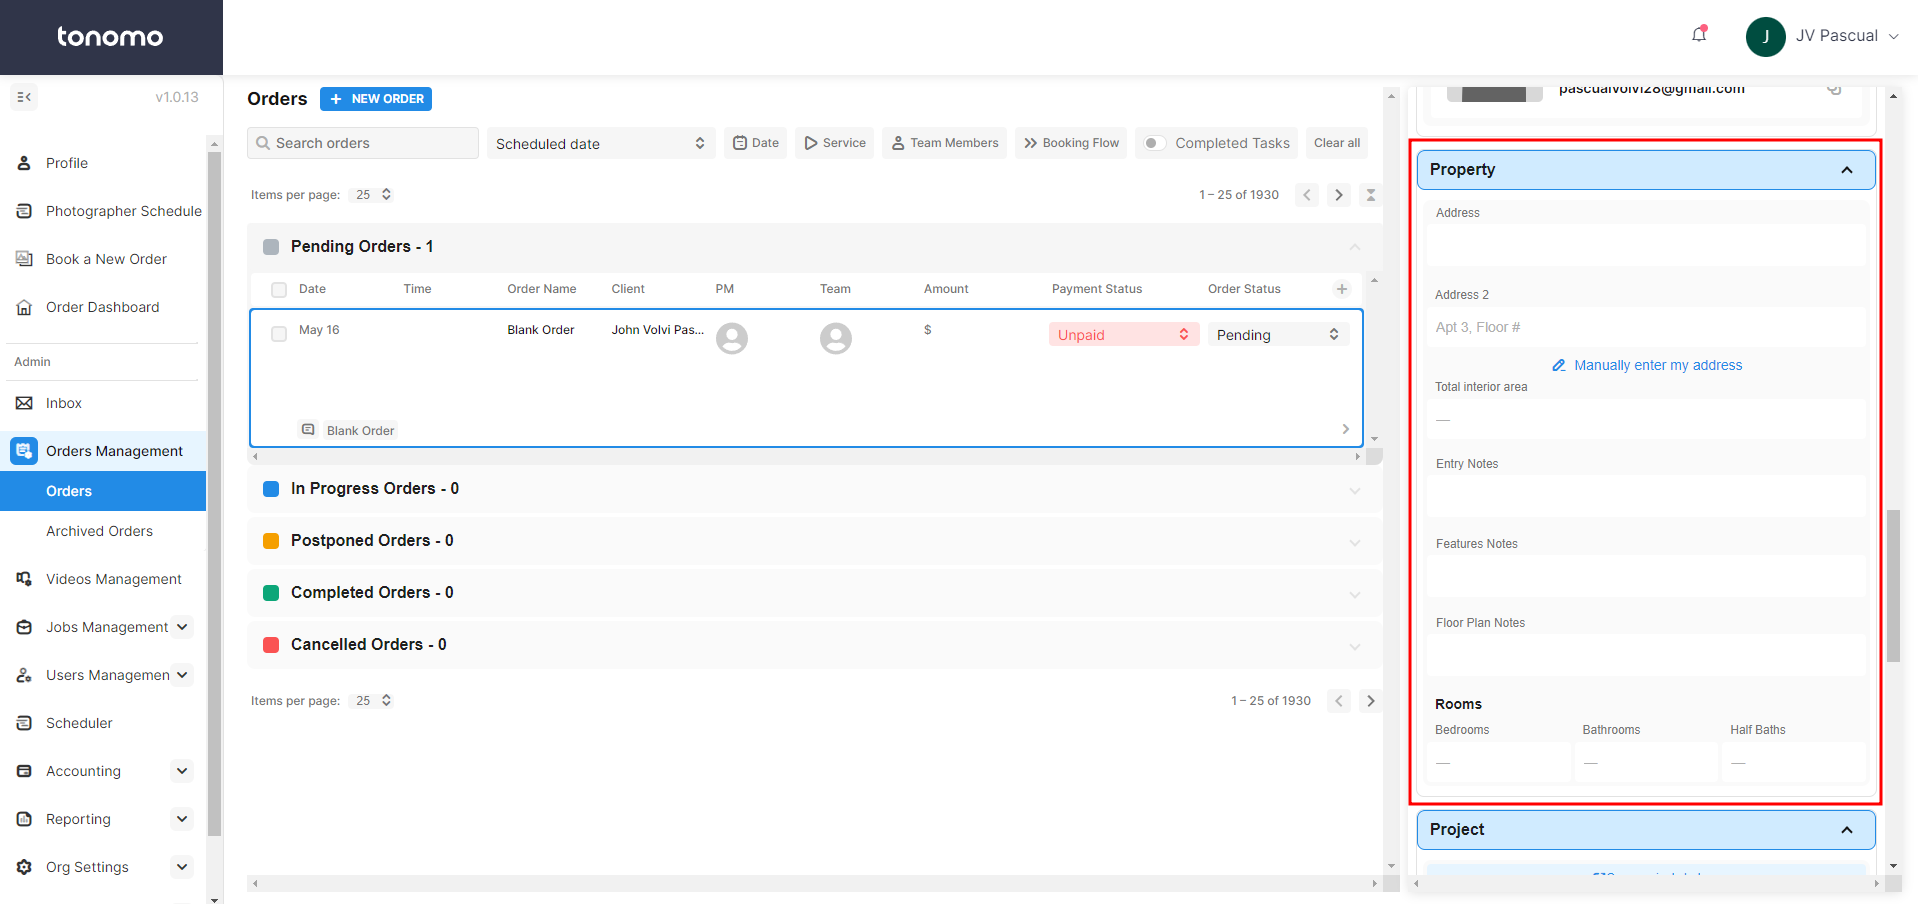 tonomo
JV Pascual
J
v1.0.13
Profile
Photographer Schedule
Book a New Order
Order Dashboard
Admin
Inbox
Orders Management
Orders
Archived Orders
Videos Management
Jobs Management
Users Managemen
Scheduler
Accounting
Reporting
Org Settings
Orders
+ NEW ORDER
Search orders
Scheduled date
Date
Service
Team Members
Booking Flow
Completed Tasks
Clear all
Items per page: 25
1 – 25 of 1930
Pending Orders - 1
Date Time Order Name Client PM Team Amount Payment Status Order Status
May 16 Blank Order John Volvi Pas... $ Unpaid Pending
Blank Order
In Progress Orders - 0
Postponed Orders - 0
Completed Orders - 0
Cancelled Orders - 0
Items per page: 25
1 – 25 of 1930
pascualvolvi28@gmail.com
Property
Address
Address 2
Apt 3, Floor #
Manually enter my address
Total interior area
—
Entry Notes
Features Notes
Floor Plan Notes
Rooms
Bedrooms Bathrooms Half Baths
— — —
Project